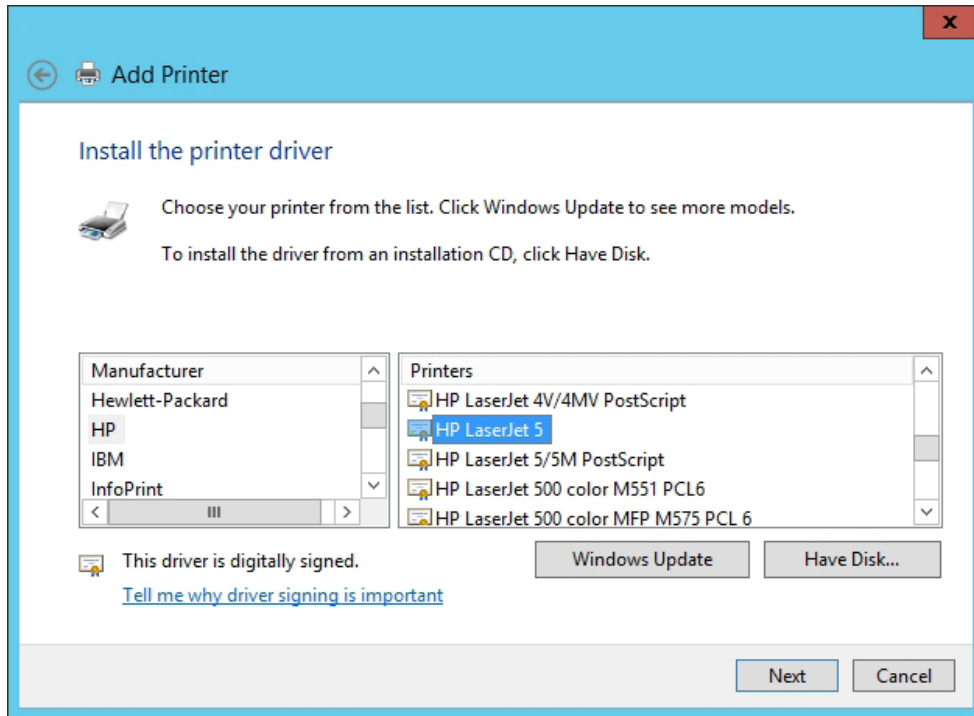 x
Add Printer
Install the printer driver
Choose your printer from the list. Click Windows Update to see more models.
To install the driver from an installation CD, click Have Disk.
Manufacturer
Hewlett-Packard
HP
IBM
InfoPrint
Printers
HP LaserJet 4V/4MV PostScript
HP LaserJet 5
HP LaserJet 5/5M PostScript
HP LaserJet 500 color M551 PCL6
HP LaserJet 500 color MFP M575 PCL 6
This driver is digitally signed.
Tell me why driver signing is important
Windows Update
Have Disk...
Next
Cancel